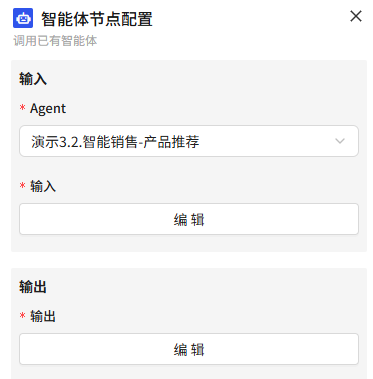 智能体节点配置
调用已有智能体
输入
* Agent
演示3.2.智能销售-产品推荐
* 输入
编 辑
输出
* 输出
编 辑